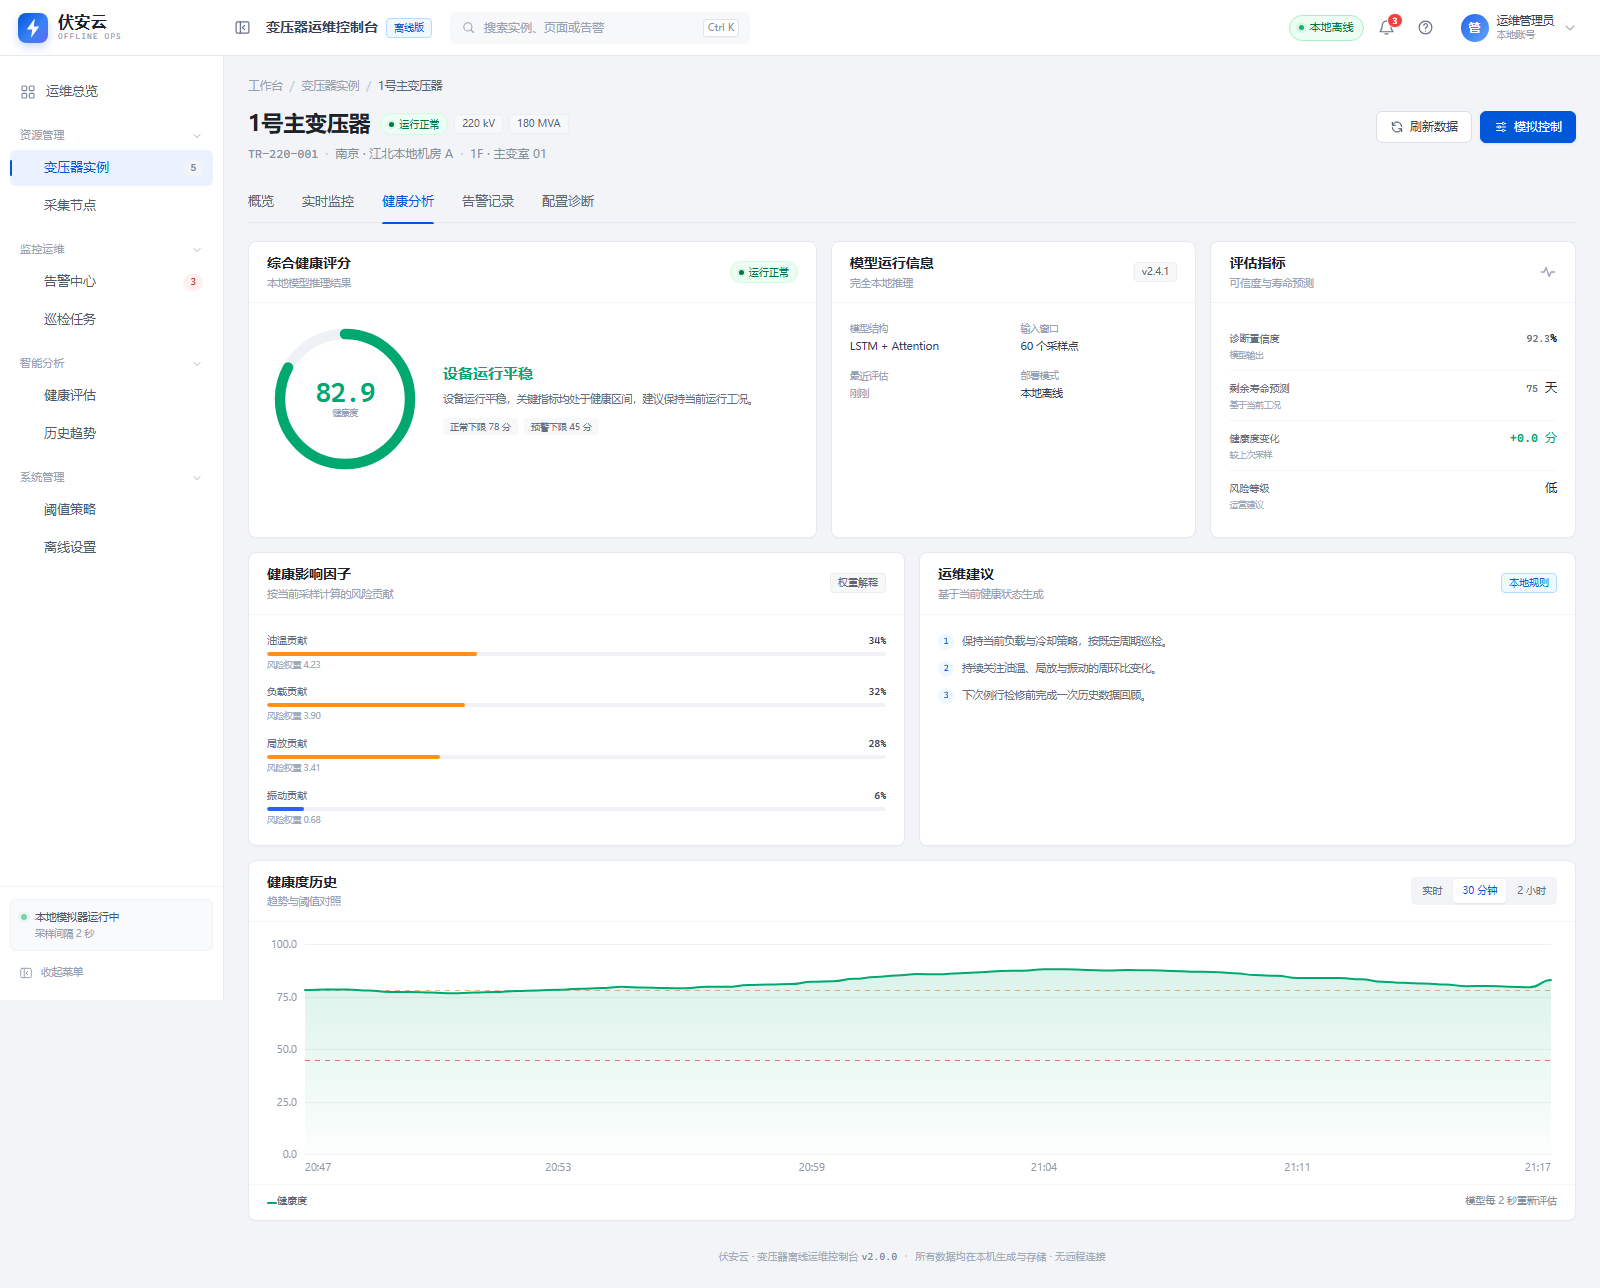 伏安云
OFFLINE OPS
变压器运维控制台
离线版
搜索实例、页面或告警
Ctrl K
本地离线
3
管
运维管理员
本地账号
运维总览
资源管理
变压器实例
5
采集节点
监控运维
告警中心
3
巡检任务
智能分析
健康评估
历史趋势
系统管理
阈值策略
离线设置
本地模拟器运行中
采样间隔 2 秒
收起菜单
工作台 / 变压器实例 / 1号主变压器
1号主变压器
运行正常
220 kV
180 MVA
TR-220-001 · 南京 · 江北本地机房 A · 1F · 主变室 01
刷新数据
模拟控制
概览
实时监控
健康分析
告警记录
配置诊断
综合健康评分
本地模型推理结果
运行正常
82.9
健康度
设备运行平稳
设备运行平稳，关键指标均处于健康区间，建议保持当前运行工况。
正常下限 78 分
预警下限 45 分
模型运行信息
完全本地推理
v2.4.1
模型结构
LSTM + Attention
输入窗口
60 个采样点
最近评估
刚刚
部署模式
本地离线
评估指标
可信度与寿命预测
诊断置信度
模型输出
92.3%
剩余寿命预测
基于当前工况
75 天
健康度变化
较上次采样
+0.0 分
风险等级
运营建议
低
健康影响因子
按当前采样计算的风险贡献
权重解释
油温贡献
34%
风险权重 4.23
负载贡献
32%
风险权重 3.90
局放贡献
28%
风险权重 3.41
振动贡献
6%
风险权重 0.68
运维建议
基于当前健康状态生成
本地规则
1 保持当前负载与冷却策略，按既定周期巡检。
2 持续关注油温、局放与振动的周环比变化。
3 下次例行检修前完成一次历史数据回顾。
健康度历史
趋势与阈值对照
实时
30 分钟
2 小时
100.0
75.0
50.0
25.0
0.0
20:47
20:53
20:59
21:04
21:11
21:17
健康度
模型每 2 秒重新评估
伏安云 · 变压器离线运维控制台 v2.0.0 · 所有数据均在本机生成与存储 · 无远程连接